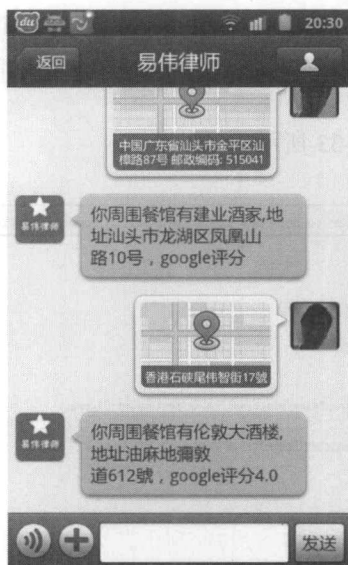 du
20:30
返回
易伟律师
中国广东省汕头市金平区汕
樟路87号 邮政编码: 515041
易伟律师
你周围餐馆有建业酒家,地
址汕头市龙湖区凤凰山
路10号，google评分
香港石硖尾伟智街17號
易伟律师
你周围餐馆有伦敦大酒楼,
地址油麻地彌敦
道612號，google评分4.0
发送